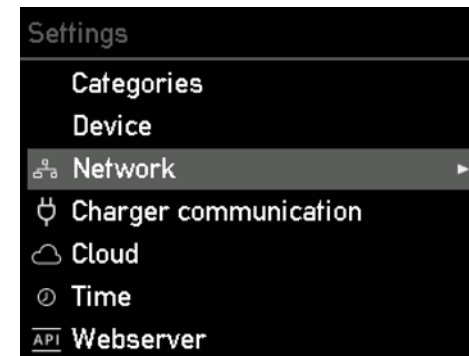 Settings
Categories
Device
Network
Charger communication
Cloud
Time
API Webserver